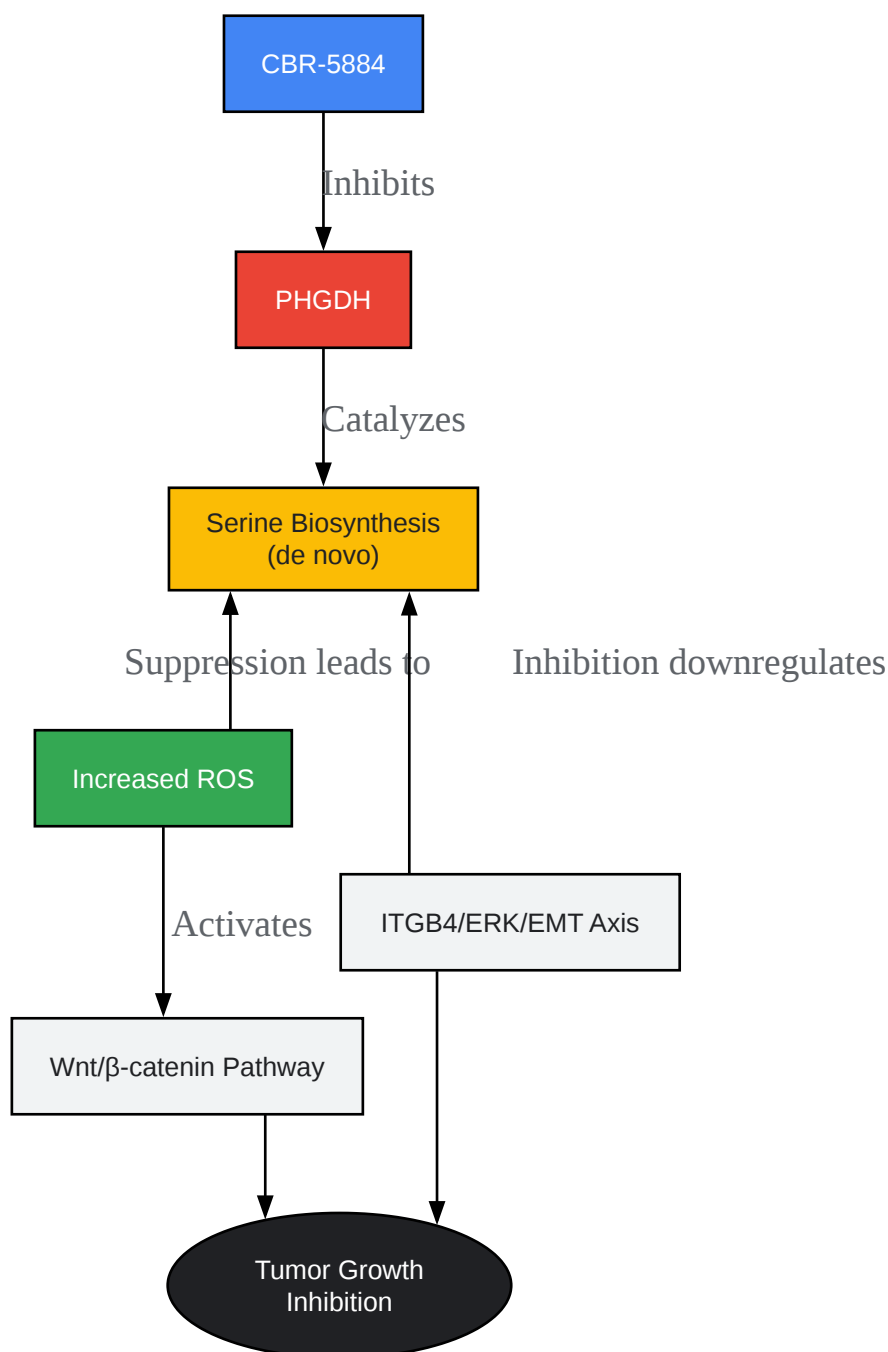 CBR-5884
Inhibits
PHGDH
Catalyzes
Serine Biosynthesis
(de novo)
Suppression leads to
Inhibition downregulates
Increased ROS
ITGB4/ERK/EMT Axis
Activates
Wnt/β-catenin Pathway
Tumor Growth
Inhibition